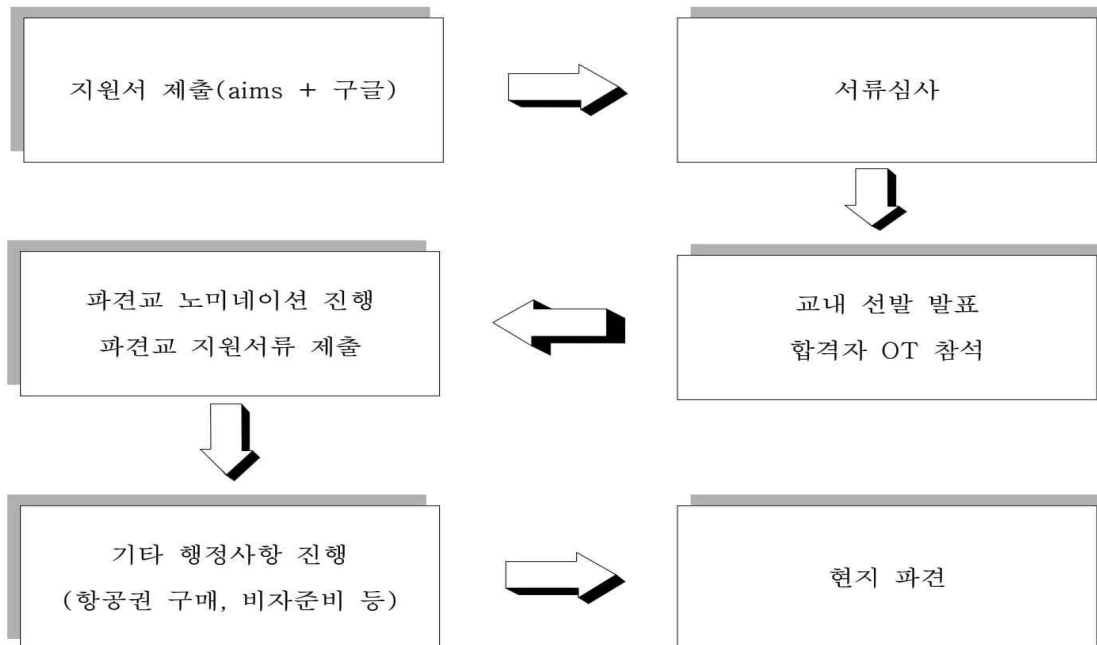 지원서 제출(aims + 구글)
서류심사
교내 선발 발표
합격자 OT 참석
파견교 노미네이션 진행
파견교 지원서류 제출
기타 행정사항 진행
(항공권 구매, 비자준비 등)
현지 파견